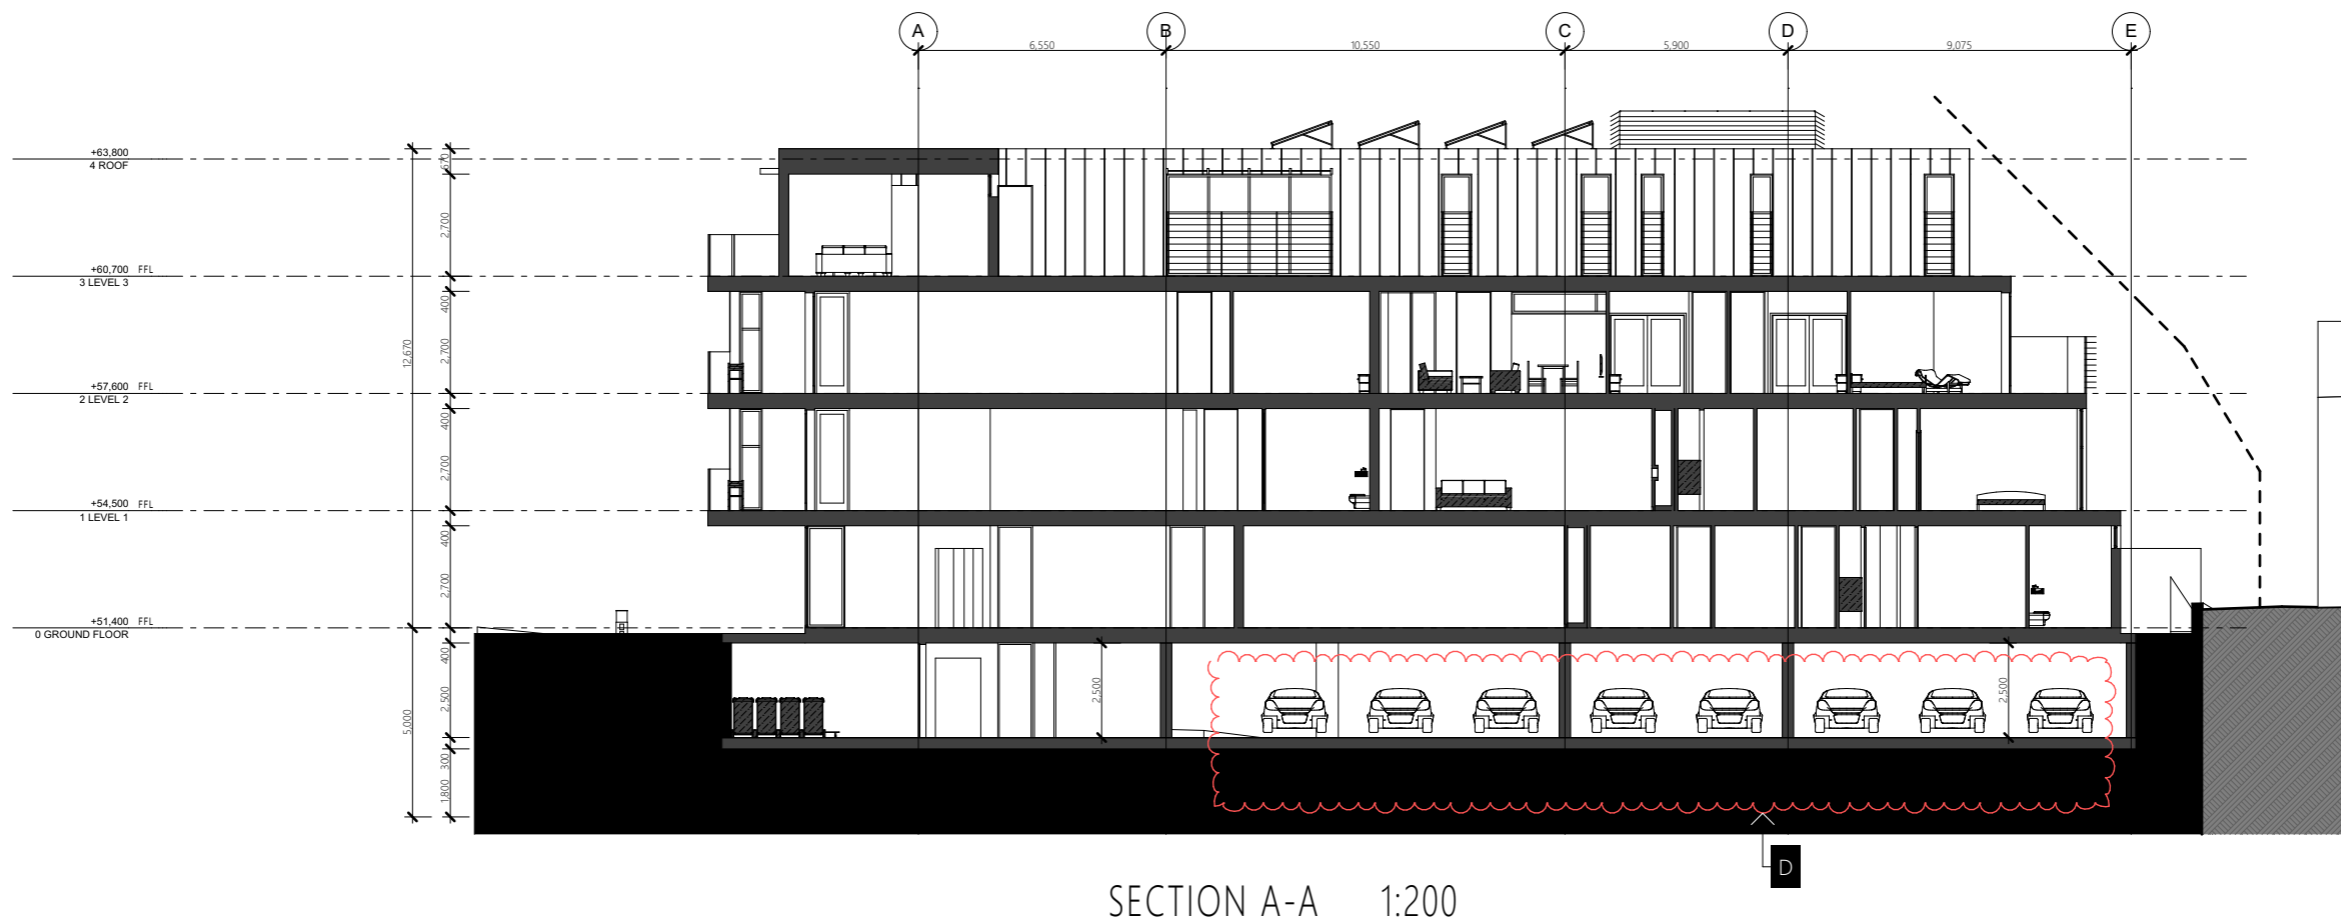 A B C D E
6,550 10,550 5,900 9,075
+63,800
4 ROOF
670
2,700
+60,700 FFL
3 LEVEL 3
400
12,670
2,700
+57,600 FFL
2 LEVEL 2
400
2,700
+54,500 FFL
1 LEVEL 1
400
2,700
+51,400 FFL
0 GROUND FLOOR
400
2,500
2,500
2,500
5,000
300
1,800
D
SECTION A-A 1:200